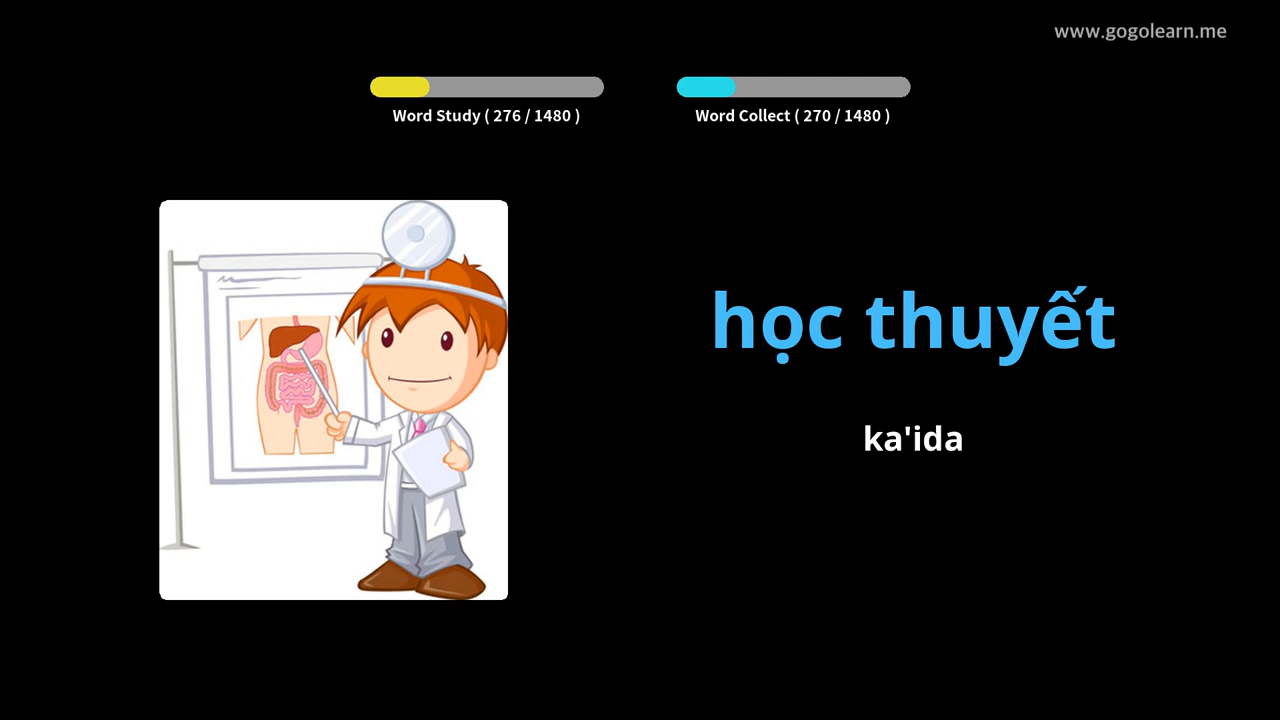 www.gogolearn.me
Word Study ( 276 / 1480 )
Word Collect ( 270 / 1480 )
học thuyết
ka'ida